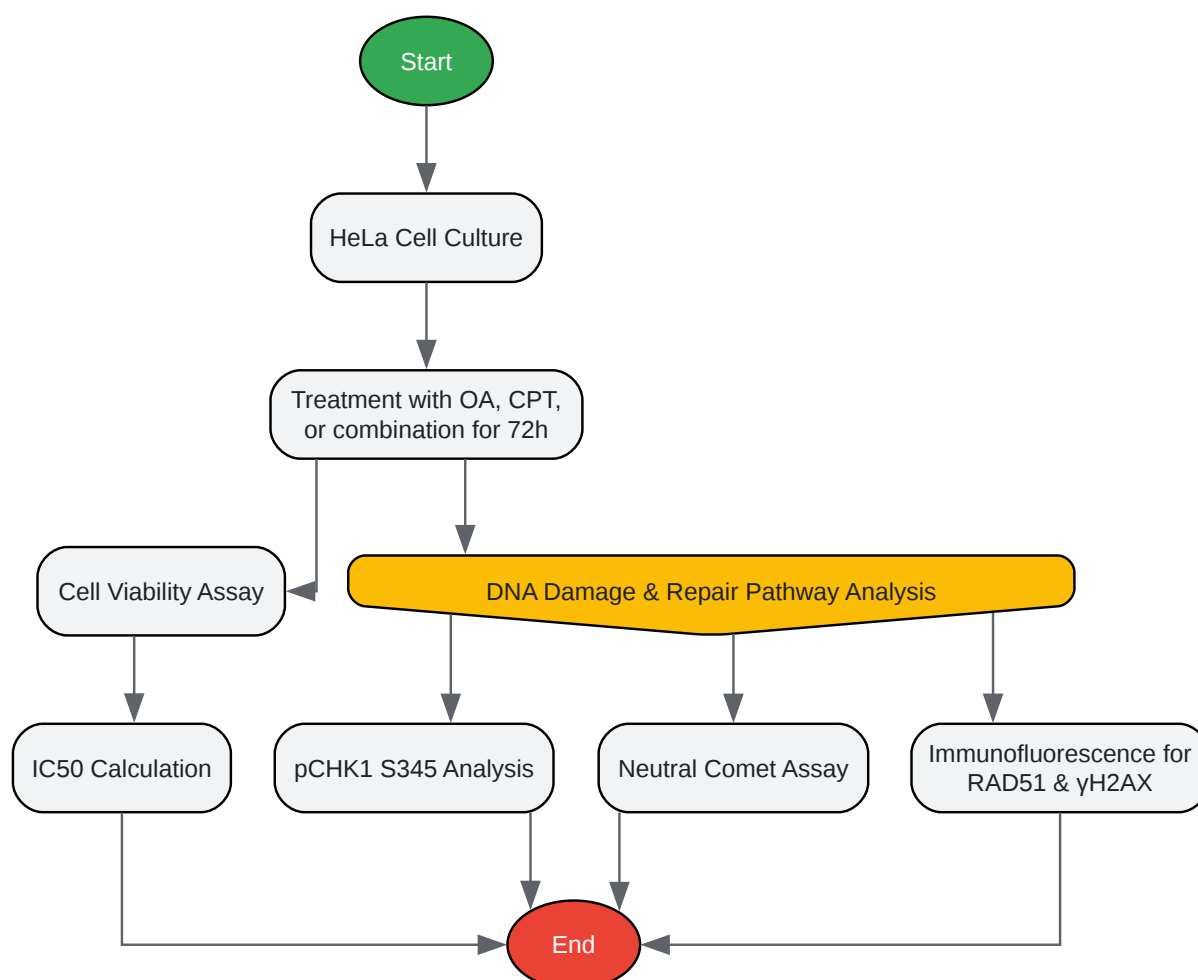 Start
HeLa Cell Culture
Treatment with OA, CPT,
or combination for 72h
Cell Viability Assay
DNA Damage & Repair Pathway Analysis
IC50 Calculation
pCHK1 S345 Analysis
Neutral Comet Assay
Immunofluorescence for
RAD51 & γH2AX
End